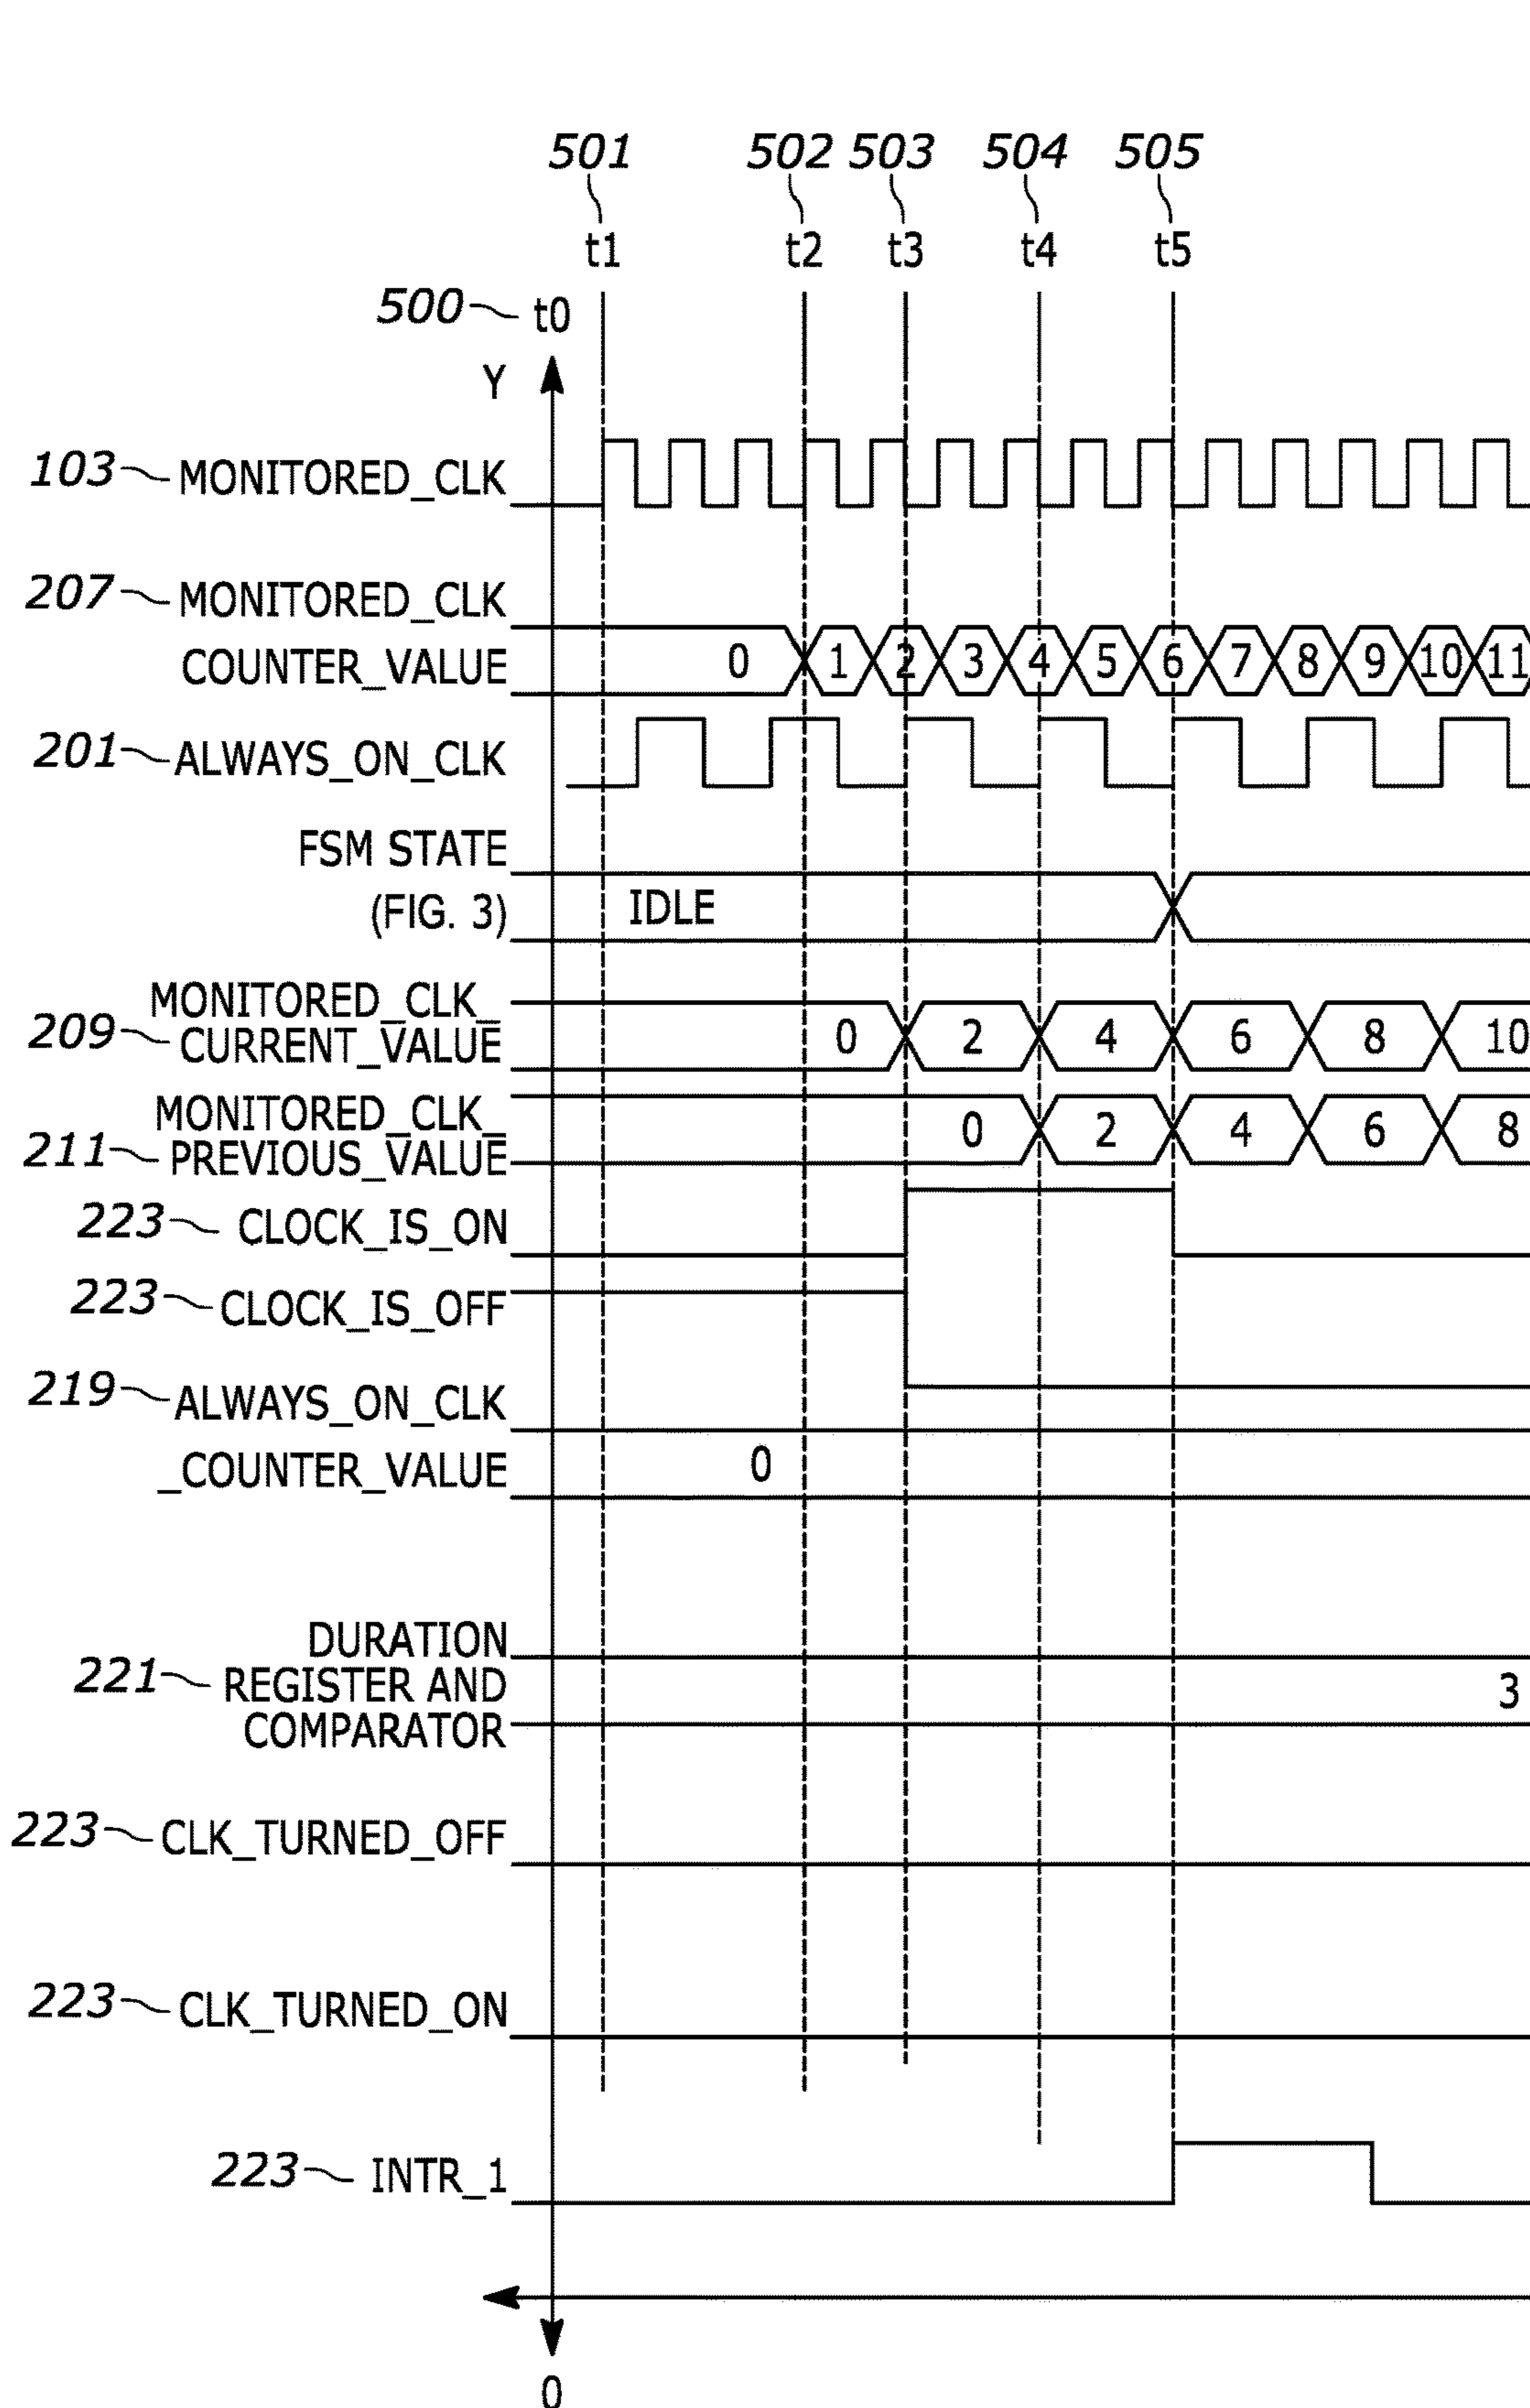 501 502 503 504 505
t1 t2 t3 t4 t5
500 t0
Y
103 MONITORED_CLK
207 MONITORED_CLK
COUNTER_VALUE 0 1 2 3 4 5 6 7 8 9 10 11
201 ALWAYS_ON_CLK
FSM STATE
(FIG. 3) IDLE
MONITORED_CLK_
209 CURRENT_VALUE 0 2 4 6 8 10
MONITORED_CLK_
211 PREVIOUS_VALUE 0 2 4 6 8
223 CLOCK_IS_ON
223 CLOCK_IS_OFF
219 ALWAYS_ON_CLK
_COUNTER_VALUE 0
DURATION
221 REGISTER AND 3
COMPARATOR
223 CLK_TURNED_OFF
223 CLK_TURNED_ON
223 INTR_1
0